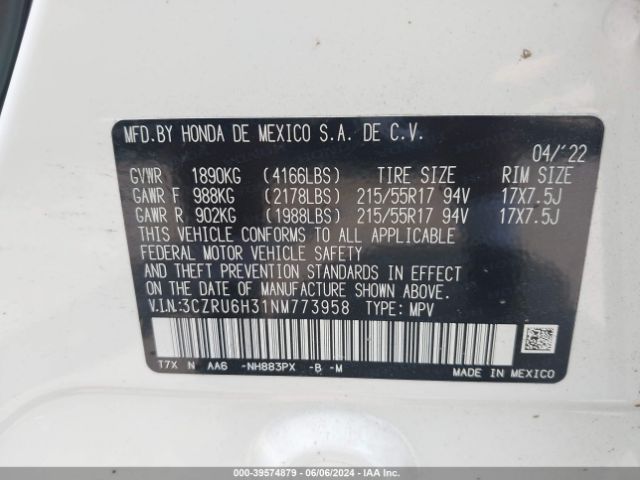 MFD.BY HONDA DE MEXICO S.A. DE C.V.
04/'22
GVWR 1890KG (4166LBS) TIRE SIZE RIM SIZE
GAWR F 988KG (2178LBS) 215/55R17 94V 17X7.5J
GAWR R 902KG (1988LBS) 215/55R17 94V 17X7.5J
THIS VEHICLE CONFORMS TO ALL APPLICABLE
FEDERAL MOTOR VEHICLE SAFETY
AND THEFT PREVENTION STANDARDS IN EFFECT
ON THE DATE OF MANUFACTURE SHOWN ABOVE.
V.I.N:3CZRU6H31NM773958 TYPE: MPV
T7X N AA6 -NH883PX -B -M
MADE IN MEXICO
000-39574879 - 06/06/2024 - IAA Inc.